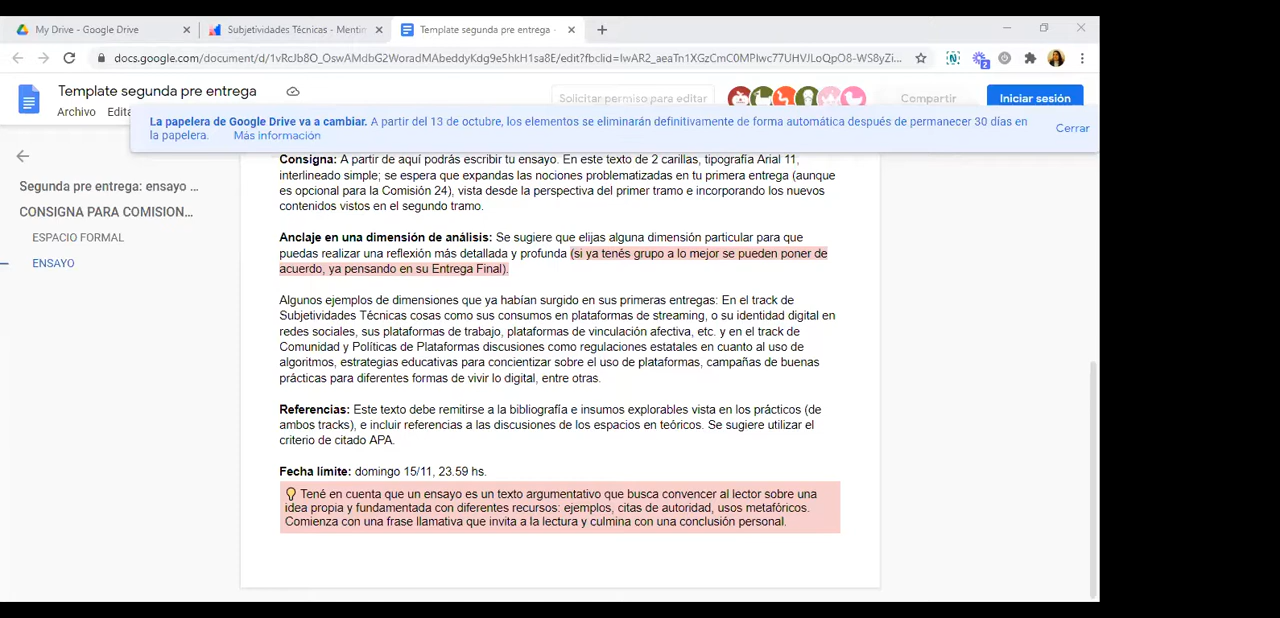 My Drive - Google Drive
Subjetividades Técnicas - Mentim
Template segunda pre entrega -
docs.google.com/document/d/1vRcJb8O_OswAMdbG2WoradMAbeddyKdg9e5hkH1sa8E/edit?fbclid=IwAR2_aeaTn1XGzCmC0MPIwc77UHVJLoQpO8-WS8yZi...
2
Template segunda pre entrega
Archivo Edita
Solicitar permiso para editar
Compartir
Iniciar sesión
La papelera de Google Drive va a cambiar. A partir del 13 de octubre, los elementos se eliminarán definitivamente de forma automática después de permanecer 30 días en
la papelera. Más información
Cerrar
Segunda pre entrega: ensayo ...
CONSIGNA PARA COMISION...
ESPACIO FORMAL
ENSAYO
Consigna: A partir de aquí podrás escribir tu ensayo. En este texto de 2 carillas, tipografía Arial 11,
interlineado simple; se espera que expandas las nociones problematizadas en tu primera entrega (aunque
es opcional para la Comisión 24), vista desde la perspectiva del primer tramo e incorporando los nuevos
contenidos vistos en el segundo tramo.
Anclaje en una dimensión de análisis: Se sugiere que elijas alguna dimensión particular para que
puedas realizar una reflexión más detallada y profunda (si ya tenés grupo a lo mejor se pueden poner de
acuerdo, ya pensando en su Entrega Final).
Algunos ejemplos de dimensiones que ya habían surgido en sus primeras entregas: En el track de
Subjetividades Técnicas cosas como sus consumos en plataformas de streaming, o su identidad digital en
redes sociales, sus plataformas de trabajo, plataformas de vinculación afectiva, etc. y en el track de
Comunidad y Políticas de Plataformas discusiones como regulaciones estatales en cuanto al uso de
algoritmos, estrategias educativas para concientizar sobre el uso de plataformas, campañas de buenas
prácticas para diferentes formas de vivir lo digital, entre otras.
Referencias: Este texto debe remitirse a la bibliografía e insumos explorables vista en los prácticos (de
ambos tracks), e incluir referencias a las discusiones de los espacios en teóricos. Se sugiere utilizar el
criterio de citado APA.
Fecha límite: domingo 15/11, 23.59 hs.
Tené en cuenta que un ensayo es un texto argumentativo que busca convencer al lector sobre una
idea propia y fundamentada con diferentes recursos: ejemplos, citas de autoridad, usos metafóricos.
Comienza con una frase llamativa que invita a la lectura y culmina con una conclusión personal.